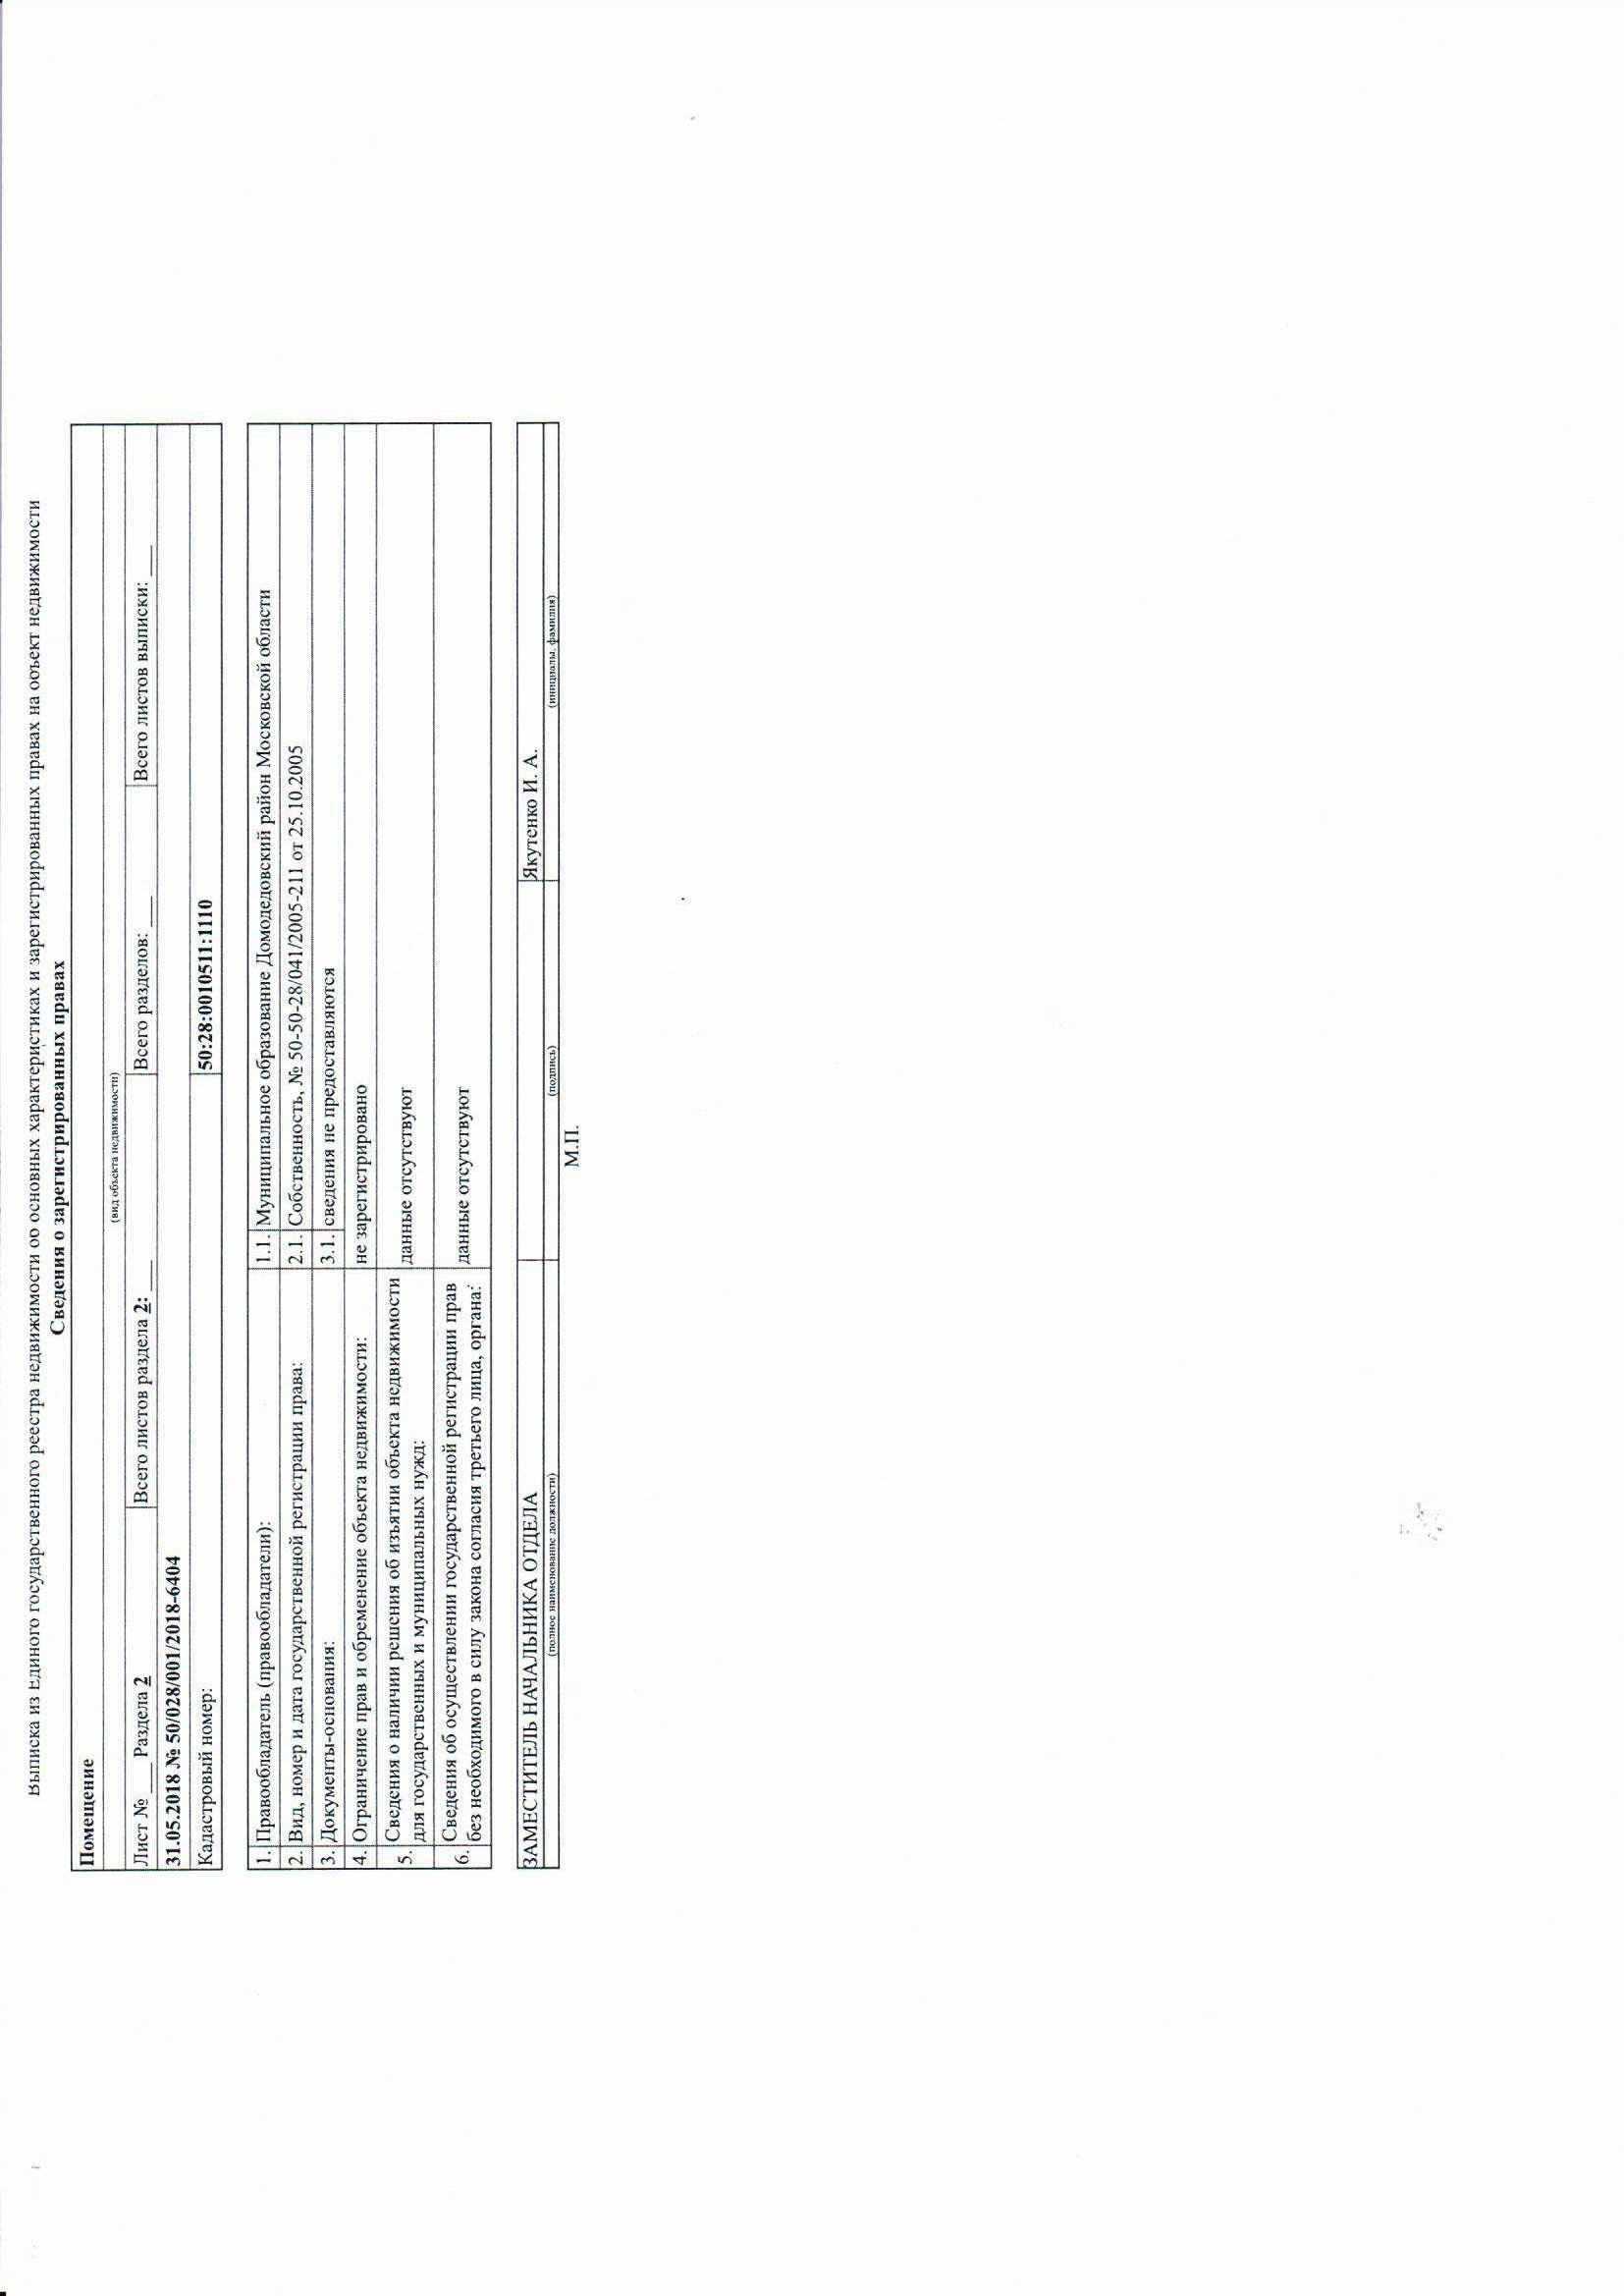 Выписка из Единого государственного реестра недвижимости об основных характеристиках и зарегистрированных правах на объект недвижимости
Сведения о зарегистрированных правах
Помещение
(вид объекта недвижимости)
Лист № ___ Раздела 2 Всего листов раздела 2: ___ Всего разделов: ___ Всего листов выписки: ___
31.05.2018 № 50/028/001/2018-6404
Кадастровый номер: 50:28:0010511:1110
1. Правообладатель (правообладатели): 1.1. Муниципальное образование Домодедовский район Московской области
2. Вид, номер и дата государственной регистрации права: 2.1. Собственность, № 50-50-28/041/2005-211 от 25.10.2005
3. Документы-основания: 3.1. сведения не предоставляются
4. Ограничение прав и обременение объекта недвижимости: не зарегистрировано
5. Сведения о наличии решения об изъятии объекта недвижимости
для государственных и муниципальных нужд: данные отсутствуют
6. Сведения об осуществлении государственной регистрации прав
без необходимого в силу закона согласия третьего лица, органа: данные отсутствуют
ЗАМЕСТИТЕЛЬ НАЧАЛЬНИКА ОТДЕЛА Якутенко И. А.
(полное наименование должности) (подпись) (инициалы, фамилия)
М.П.